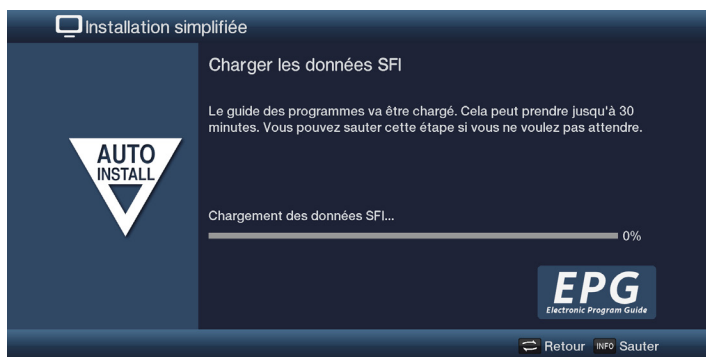 Installation simplifiée
Charger les données SFI
Le guide des programmes va être chargé. Cela peut prendre jusqu'à 30
minutes. Vous pouvez sauter cette étape si vous ne voulez pas attendre.
AUTO
INSTALL
Chargement des données SFI...
0%
EPG
Electronic Program Guide
Retour INFO Sauter